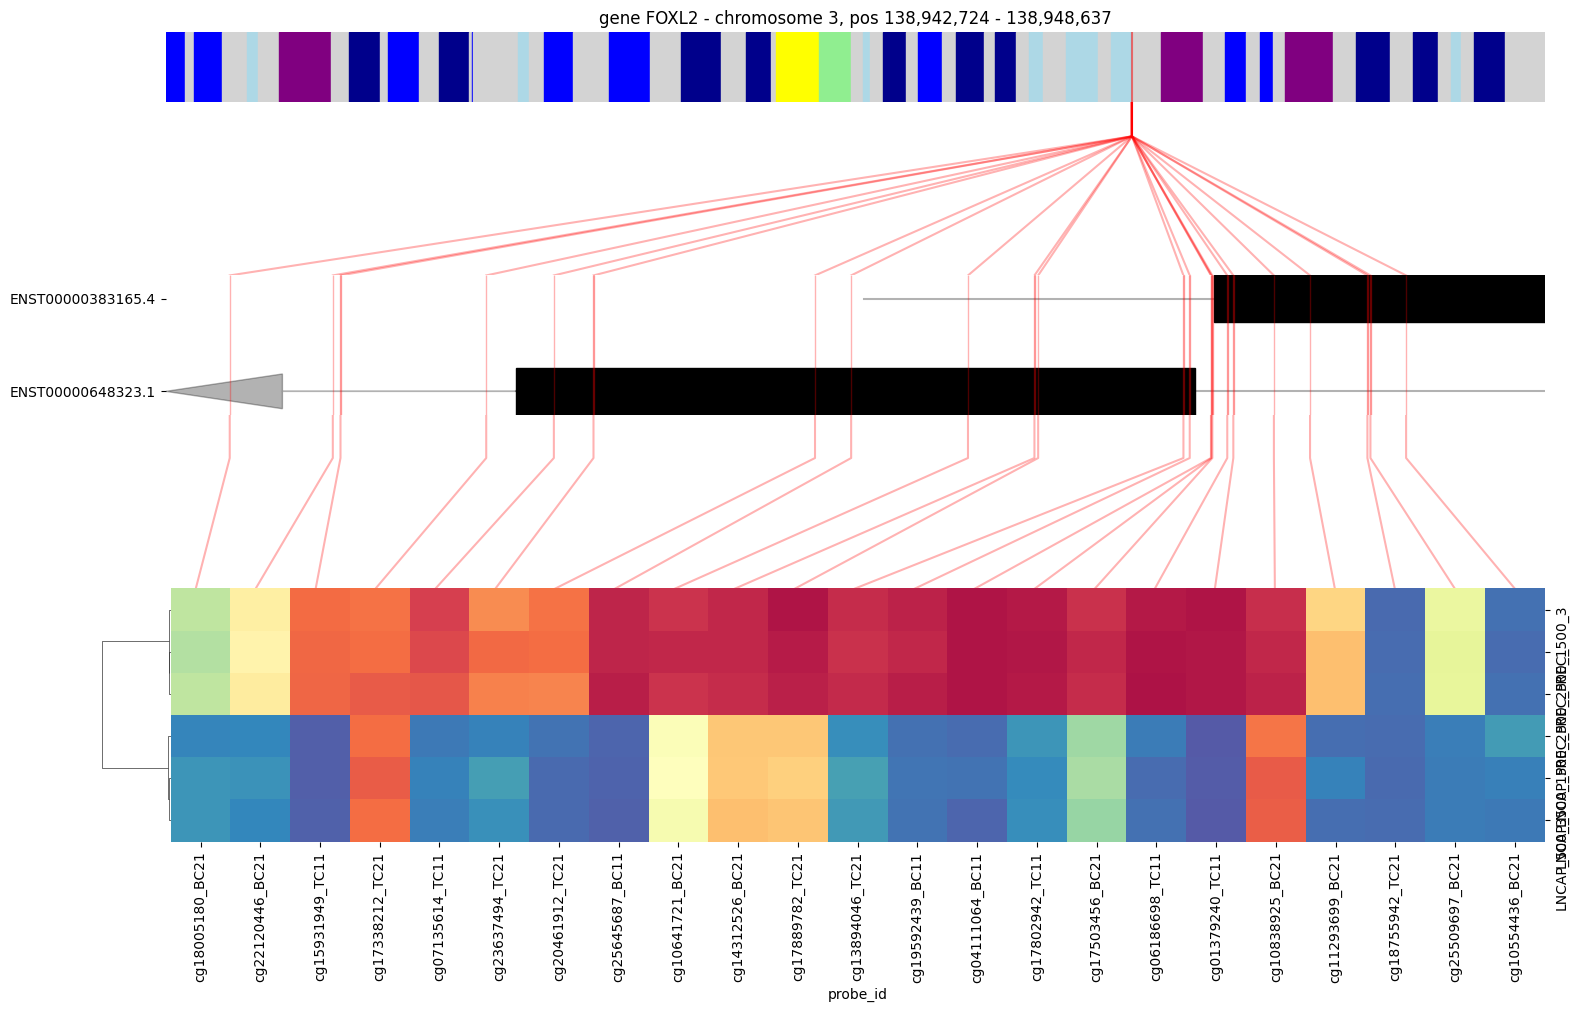 gene FOXL2 - chromosome 3, pos 138,942,724 - 138,948,637
ENST00000383165.4
ENST00000648323.1
cg18005180_BC21
cg22120446_BC21
cg15931949_TC11
cg17338212_TC21
cg07135614_TC11
cg23637494_TC21
cg20461912_TC21
cg25645687_BC11
cg10641721_BC21
cg14312526_BC21
cg17889782_TC21
cg13894046_TC21
cg19592439_BC11
cg04111064_BC11
cg17802942_TC11
cg17503456_BC21
cg06186698_TC11
cg01379240_TC11
cg10838925_BC21
cg11293699_BC21
cg18755942_TC21
cg25509697_BC21
cg10554436_BC21
probe_id